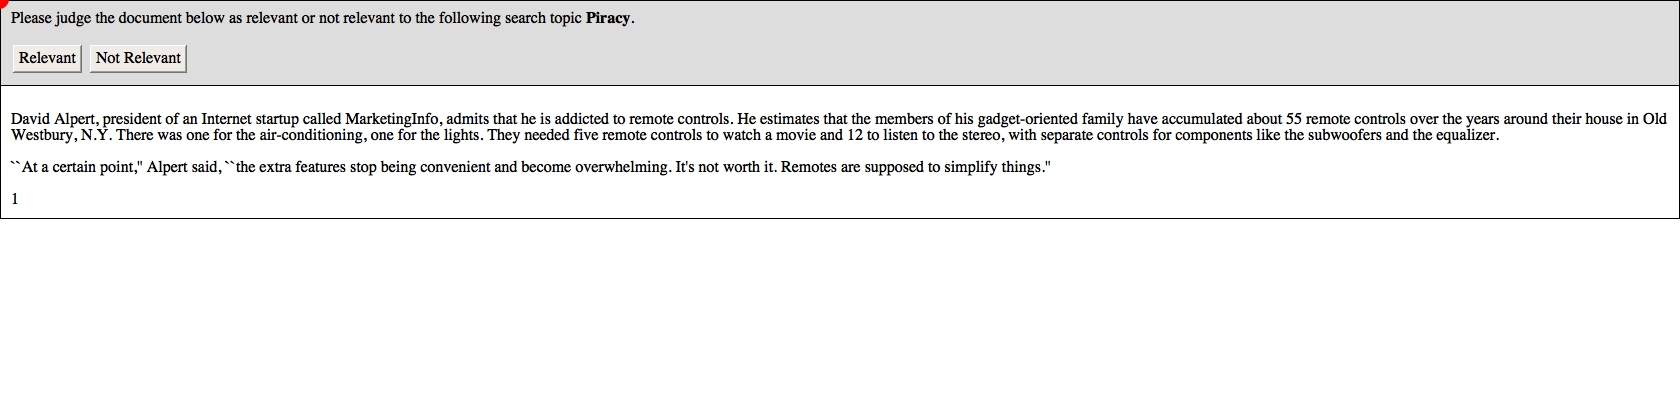 Please judge the document below as relevant or not relevant to the following search topic Piracy.
Relevant Not Relevant
David Alpert, president of an Internet startup called MarketingInfo, admits that he is addicted to remote controls. He estimates that the members of his gadget-oriented family have accumulated about 55 remote controls over the years around their house in Old
Westbury, N.Y. There was one for the air-conditioning, one for the lights. They needed five remote controls to watch a movie and 12 to listen to the stereo, with separate controls for components like the subwoofers and the equalizer.
``At a certain point,'' Alpert said, ``the extra features stop being convenient and become overwhelming. It's not worth it. Remotes are supposed to simplify things.''
1